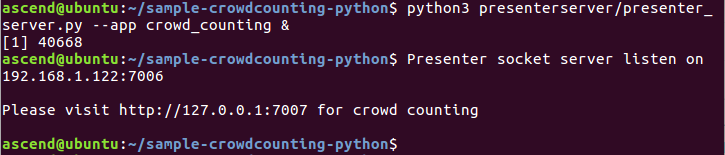 ascend@ubuntu:~/sample-crowdcounting-python$ python3 presenterserver/presenter_
server.py --app crowd_counting &
[1] 40668
ascend@ubuntu:~/sample-crowdcounting-python$ Presenter socket server listen on
192.168.1.122:7006
Please visit http://127.0.0.1:7007 for crowd counting
ascend@ubuntu:~/sample-crowdcounting-python$